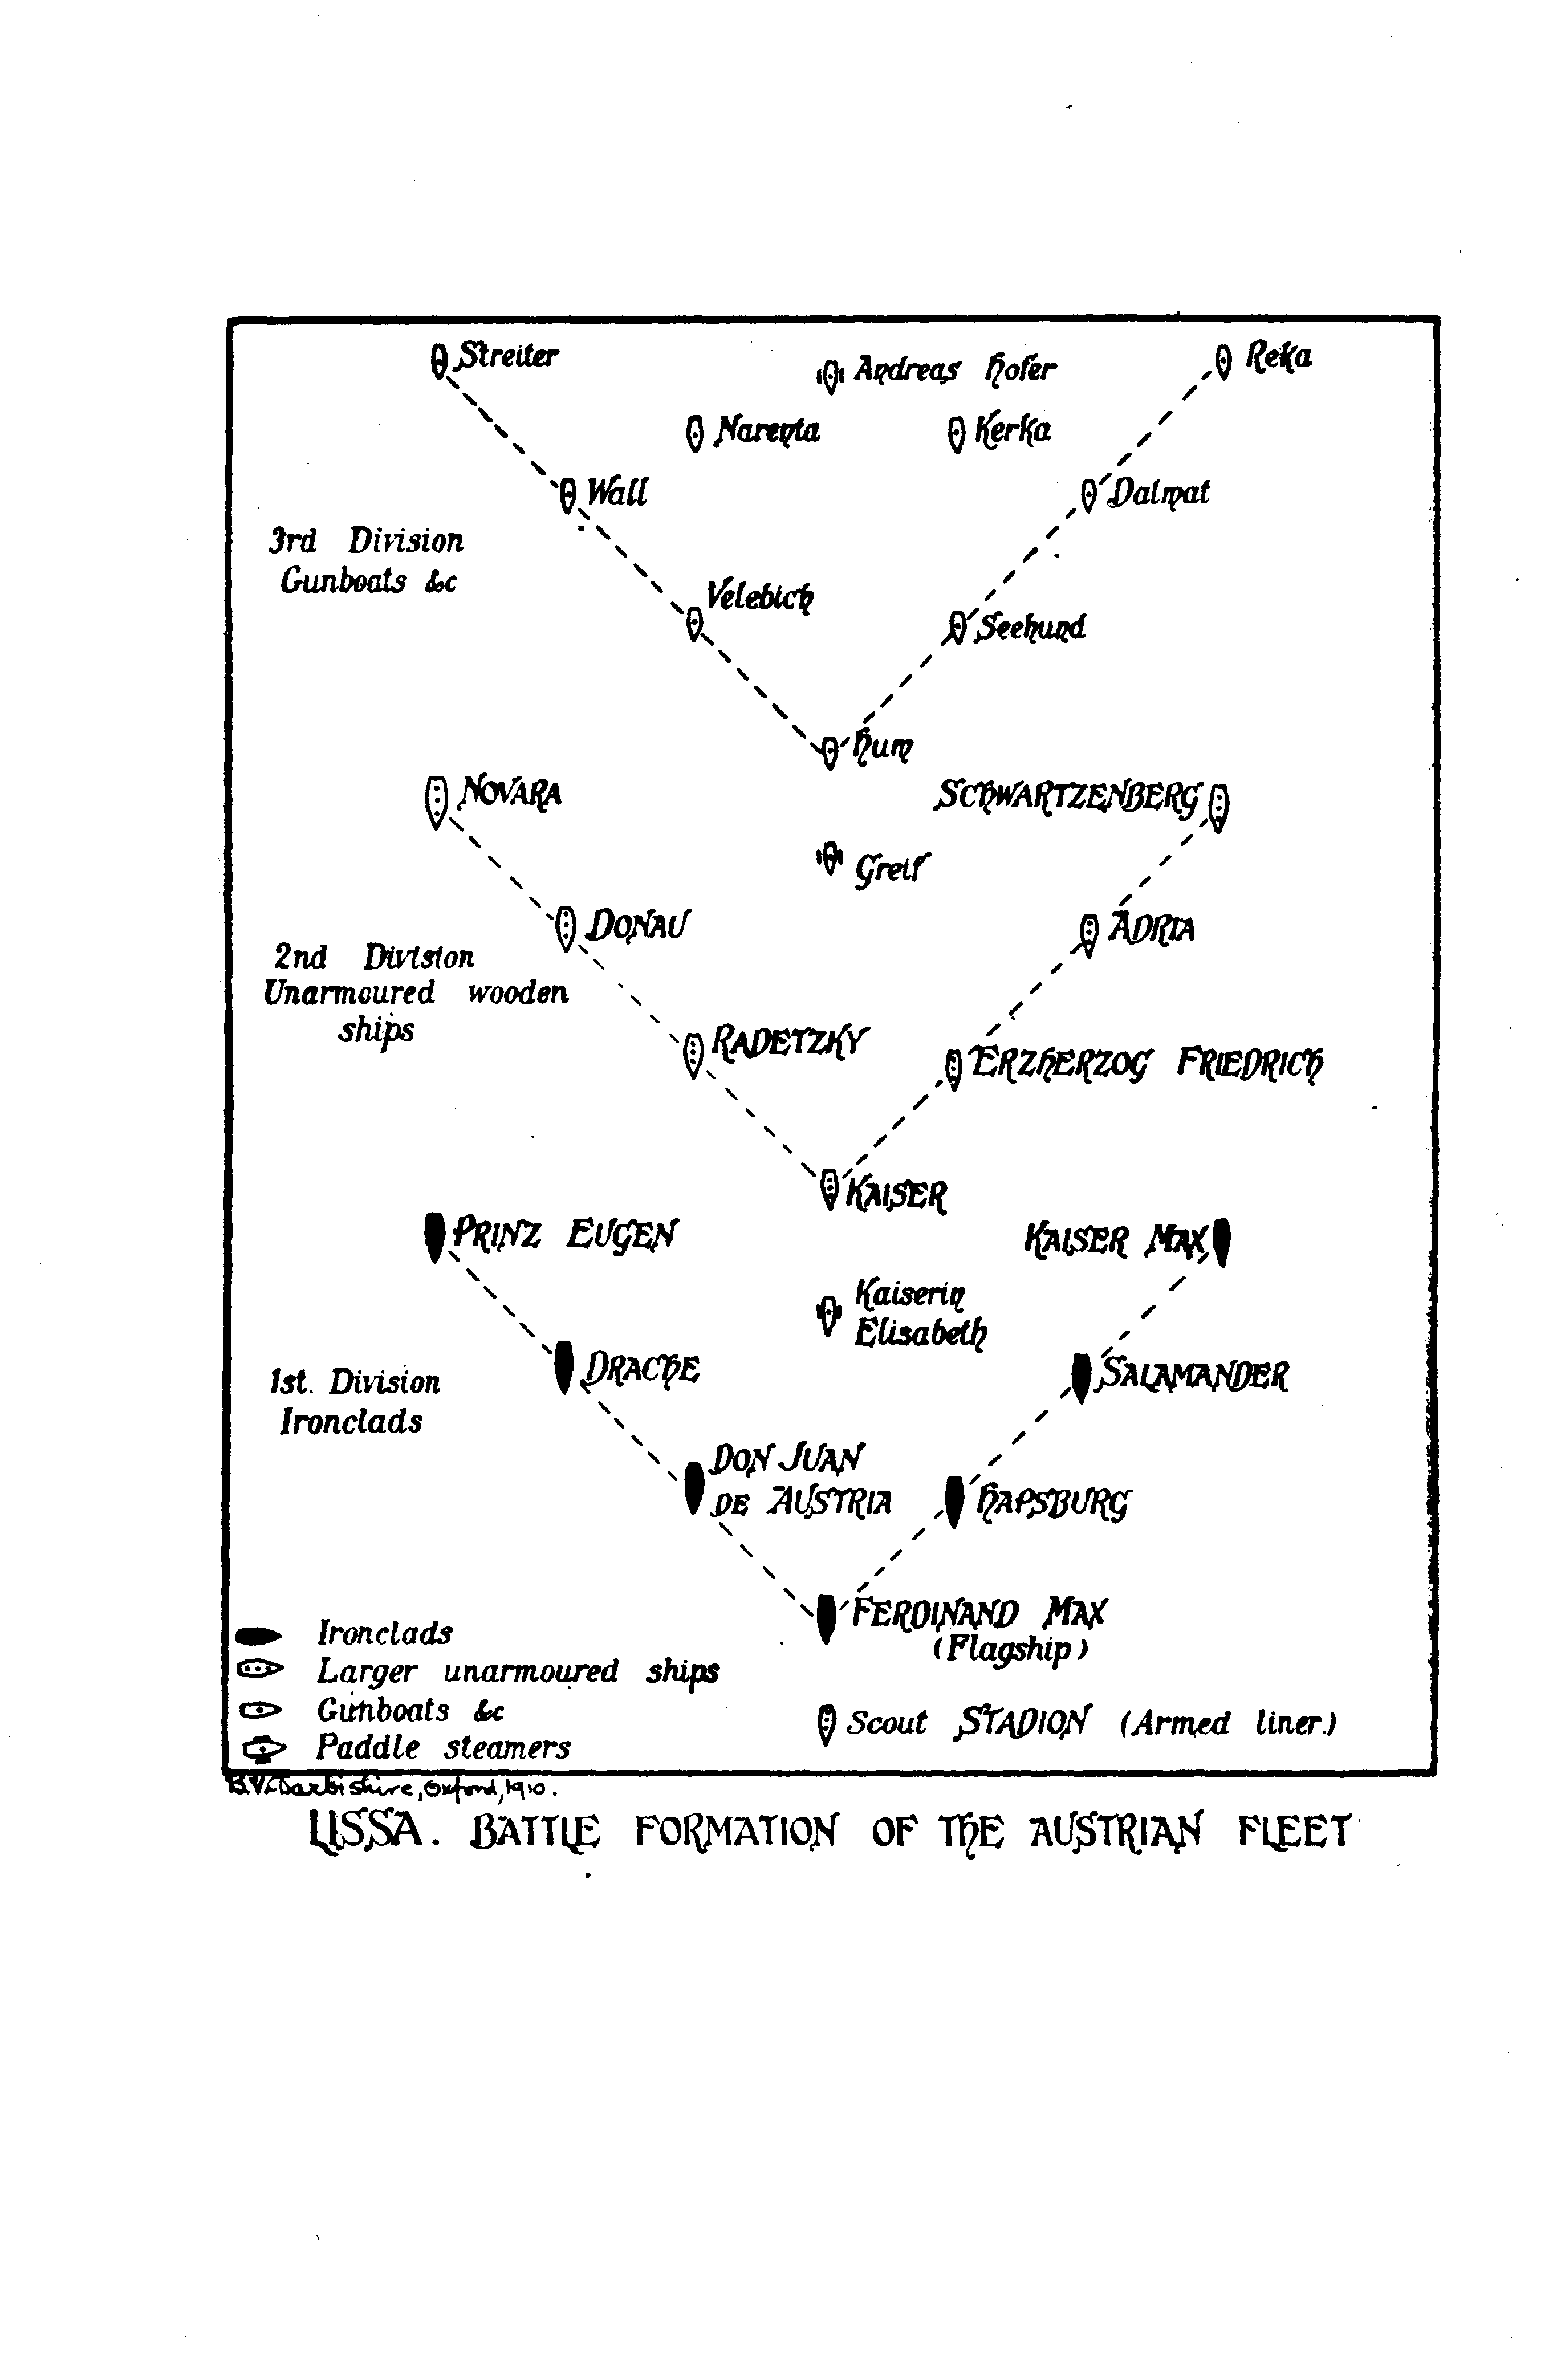 Streiter
Andreas Hofer
Reka
Narenta
Kerka
Wall
Dalmat
3rd Division
Gunboats &c
Velebich
Seehund
Hum
NOVARA
SCHWARTZENBERG
Greif
DONAU
ADRIA
2nd Division
Unarmoured wooden
ships
RADETZKY
ERZHERZOG FRIEDRICH
KAISER
PRINZ EUGEN
KAISER MAX
Kaiserin
Elisabeth
DRACHE
SALAMANDER
1st. Division
Ironclads
DON JUAN
DE AUSTRIA
HAPSBURG
FERDINAND MAX
(Flagship)
Ironclads
Larger unarmoured ships
Gunboats &c
Paddle steamers
Scout STADION (Armed liner.)
B.V. Darbishire, Oxford, 1910.
LISSA. BATTLE FORMATION OF THE AUSTRIAN FLEET